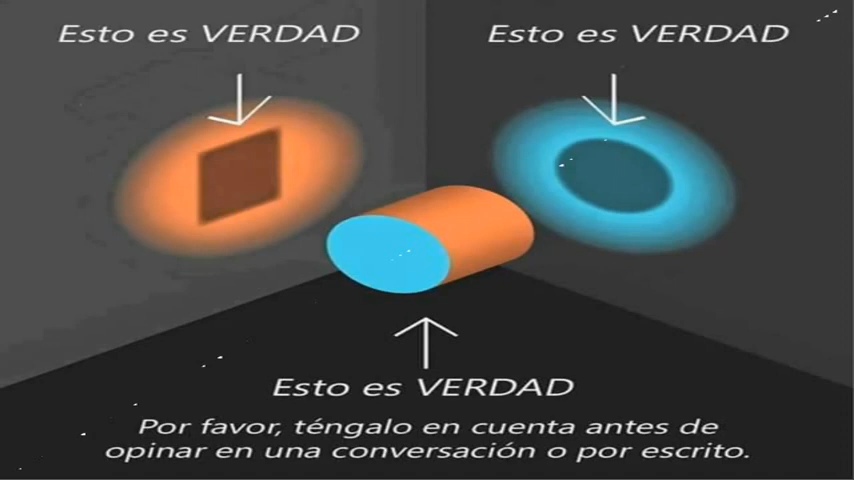 Esto es VERDAD
Esto es VERDAD
Esto es VERDAD
Por favor, téngalo en cuenta antes de
opinar en una conversación o por escrito.